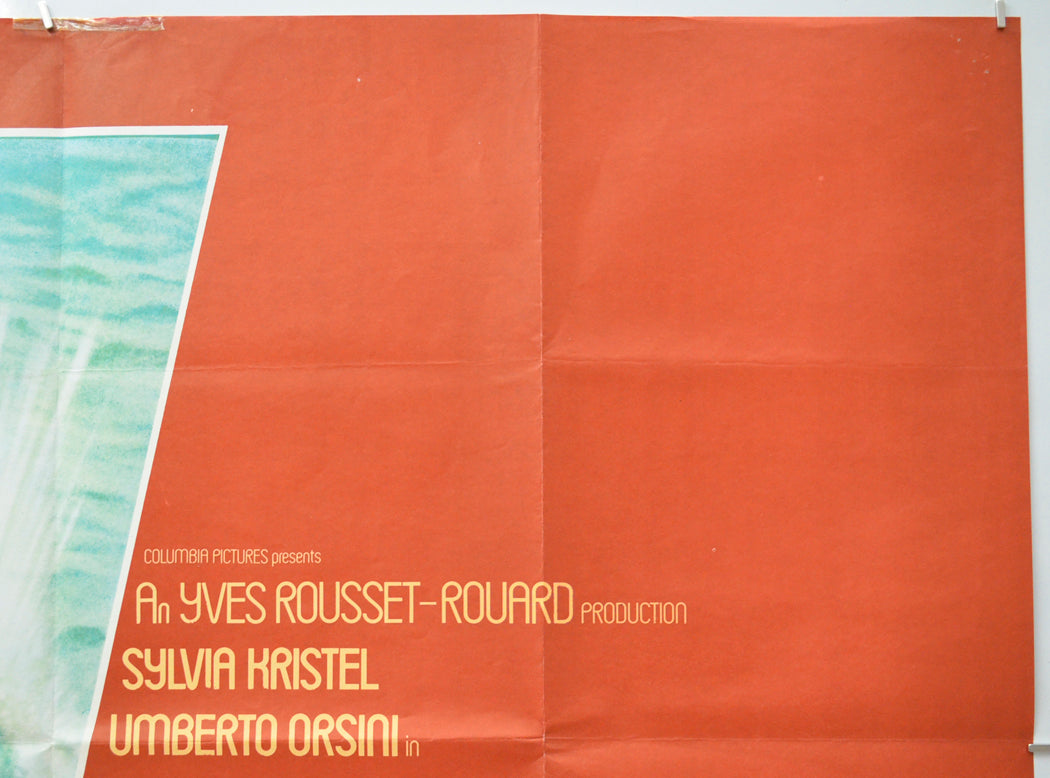 COLUMBIA PICTURES presents
An YVES ROUSSET-ROUARD PRODUCTION
SYLVIA KRISTEL
UMBERTO ORSINI in